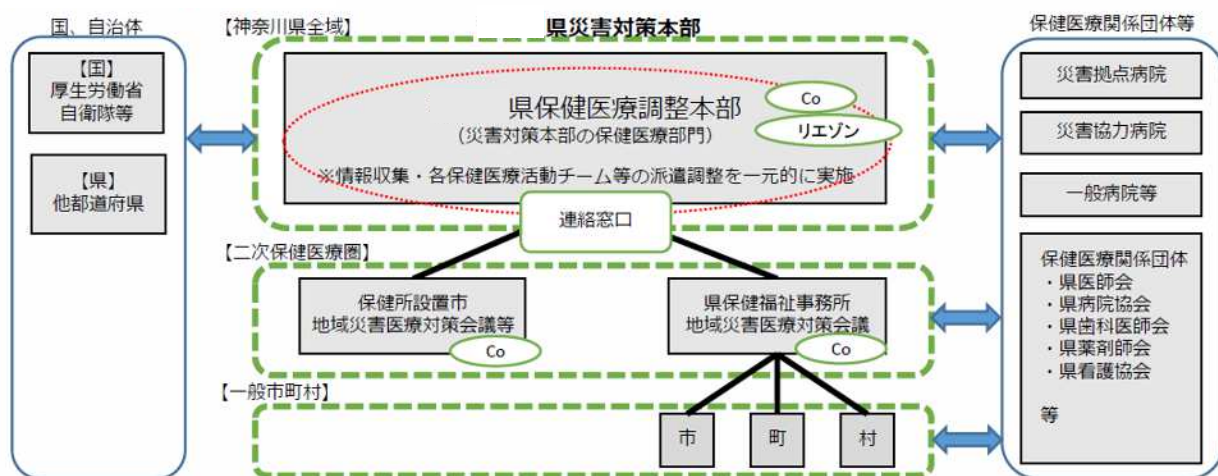 国、自治体
【国】
厚生労働省
自衛隊等
【県】
他都道府県
【神奈川県全域】
県災害対策本部
県保健医療調整本部
(災害対策本部の保健医療部門)
Co
リエゾン
※情報収集・各保健医療活動チーム等の派遣調整を一元的に実施
連絡窓口
【二次保健医療圏】
保健所設置市
地域災害医療対策会議等
Co
県保健福祉事務所
地域災害医療対策会議
Co
【一般市町村】
市
町
村
保健医療関係団体等
災害拠点病院
災害協力病院
一般病院等
保健医療関係団体
・県医師会
・県病院協会
・県歯科医師会
・県薬剤師会
・県看護協会
等